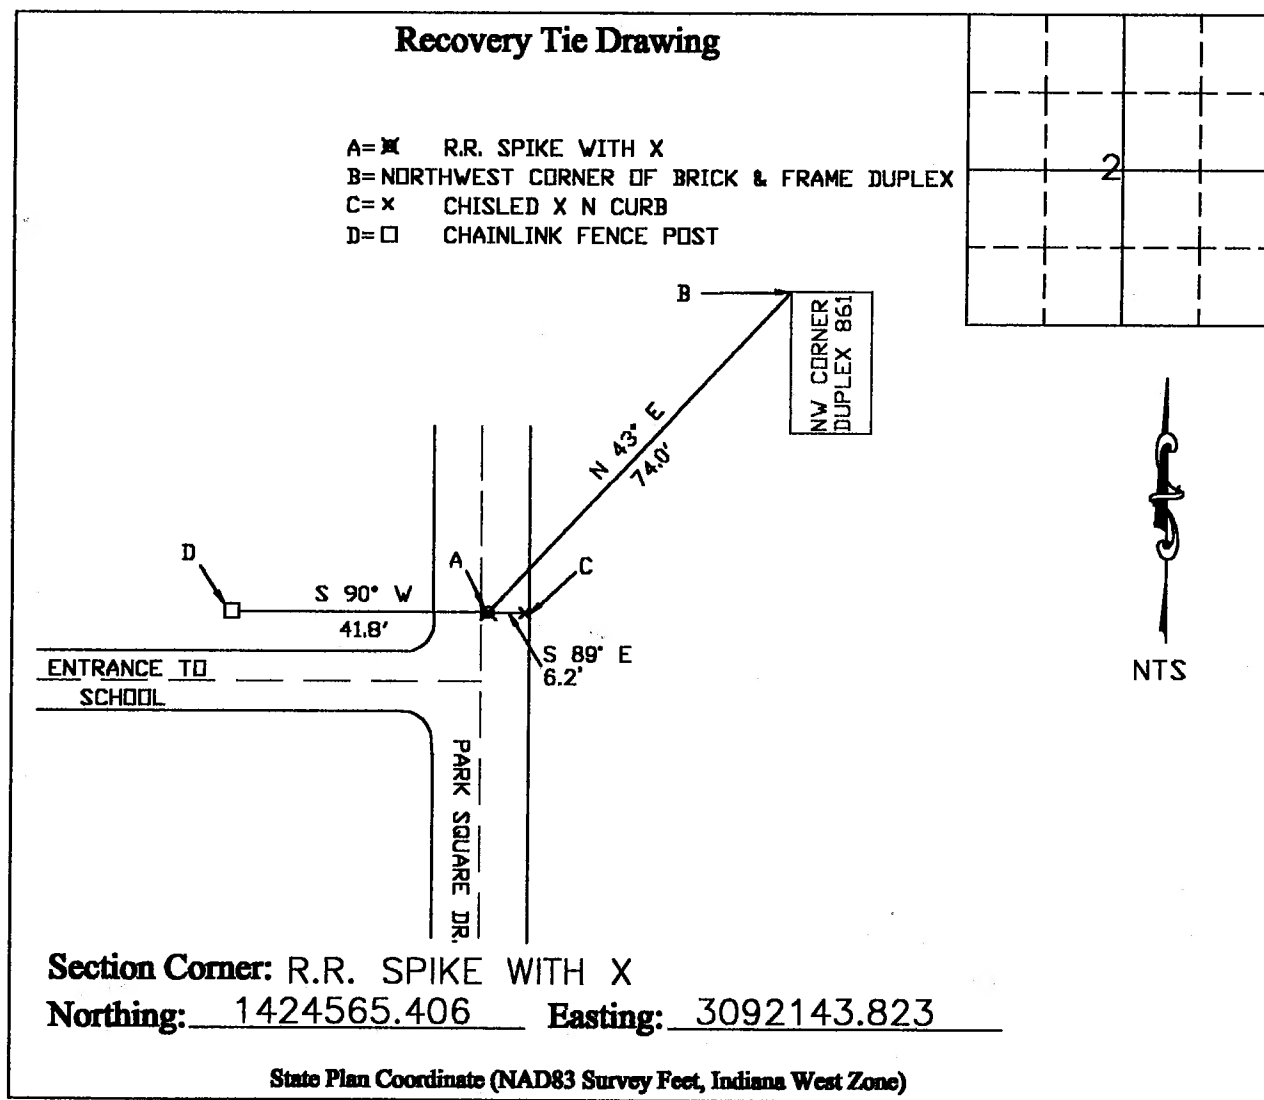 Recovery Tie Drawing
A= R.R. SPIKE WITH X
B= NORTHWEST CORNER OF BRICK & FRAME DUPLEX
C= x CHISLED X N CURB
D= □ CHAINLINK FENCE POST
2
B
NW CORNER
DUPLEX 861
N 43° E
74.0'
D
A
C
S 90° W
41.8'
S 89° E
6.2'
ENTRANCE TO
SCHOOL
NTS
PARK SQUARE DR.
Section Corner: R.R. SPIKE WITH X
Northing: 1424565.406 Easting: 3092143.823
State Plan Coordinate (NAD83 Survey Feet, Indiana West Zone)